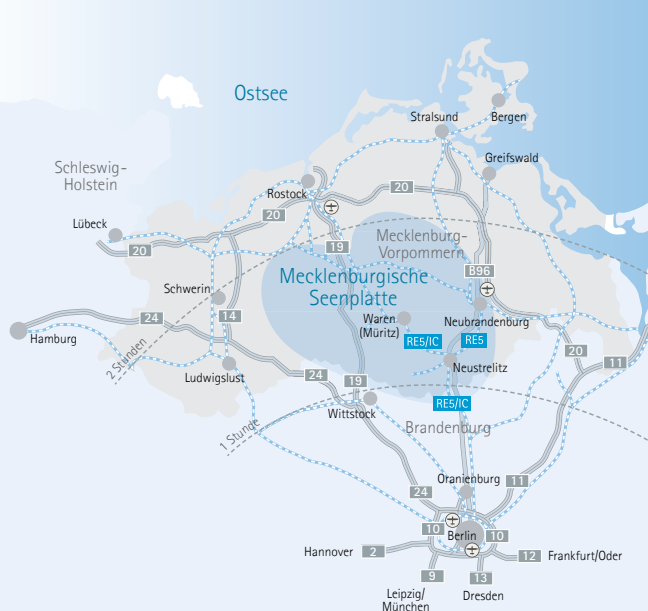 Ostsee
Stralsund
Bergen
Schleswig-
Holstein
Greifswald
Rostock
20
20
Lübeck
20
19
Mecklenburg-
Vorpommern
B96
Mecklenburgische
Seenplatte
Schwerin
14
24
Hamburg
Waren
(Müritz)
Neubrandenburg
RE5/IC
RE5
2 Stunden
20
11
Ludwigslust
24
19
Neustrelitz
Wittstock
RE5/IC
1 Stunde
Brandenburg
Oranienburg
11
24
10
Berlin
10
Hannover
2
12
Frankfurt/Oder
9
13
Leipzig/
München
Dresden